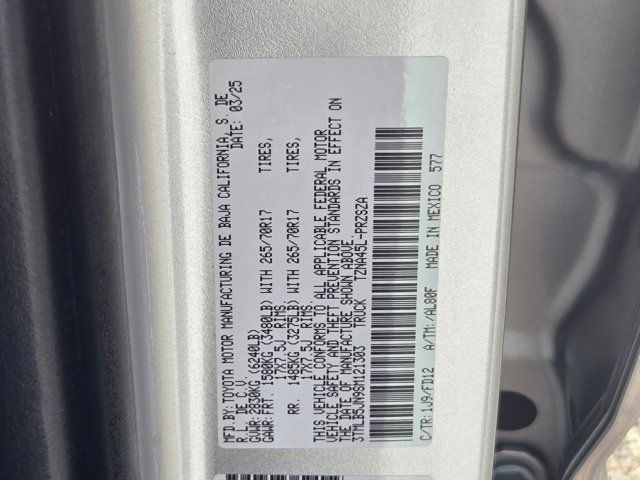 MFD.BY:TOYOTA MOTOR MANUFACTURING DE BAJA CALIFORNIA, S. DE
R.L. DE C.V. DATE: 03/25
GVWR: 2830KG (6240LB)
GAWR:FRT. 1580KG (3480LB) WITH 265/70R17 TIRES,
17X7.5J RIMS,
RR. 1485KG (3275LB) WITH 265/70R17 TIRES,
17X7.5J RIMS.
THIS VEHICLE CONFORMS TO ALL APPLICABLE FEDERAL MOTOR
VEHICLE SAFETY AND THEFT PREVENTION STANDARDS IN EFFECT ON
THE DATE OF MANUFACTURE SHOWN ABOVE.
3TMLB5JN9SM121303 TRUCK TZNA45L-PRZSZA
C/TR:1J9/FD12 A/TM:/AL80F MADE IN MEXICO 577